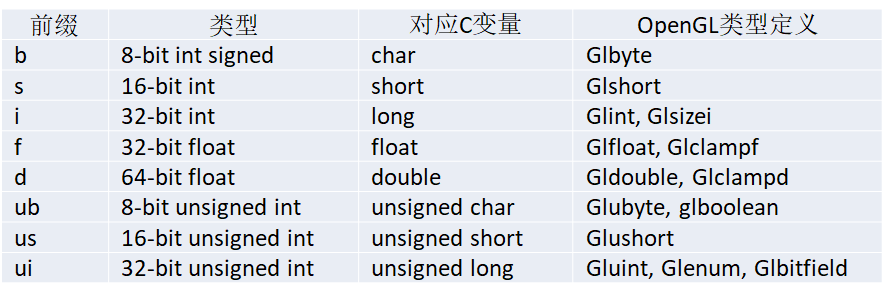 前缀 类型 对应C变量 OpenGL类型定义
b 8-bit int signed char Glbyte
s 16-bit int short Glshort
i 32-bit int long Glint, Glsizei
f 32-bit float float Glfloat, Glclampf
d 64-bit float double Gldouble, Glclampd
ub 8-bit unsigned int unsigned char Glubyte, glboolean
us 16-bit unsigned int unsigned short Glushort
ui 32-bit unsigned int unsigned long Gluint, Glenum, Glbitfield